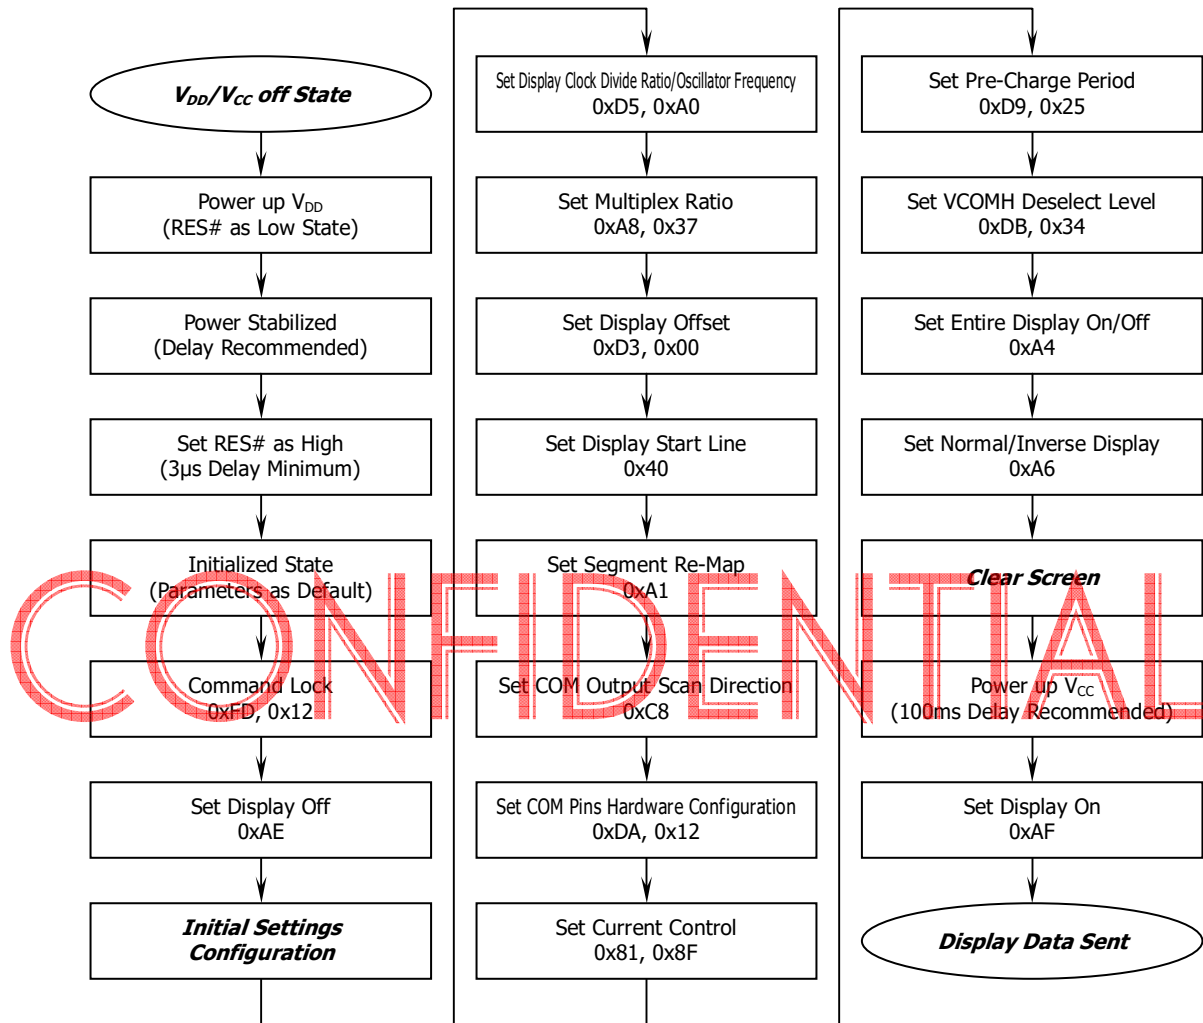 V_DD/V_CC off State
Power up V_DD
(RES# as Low State)
Power Stabilized
(Delay Recommended)
Set RES# as High
(3µs Delay Minimum)
Initialized State
(Parameters as Default)
Command Lock
0xFD, 0x12
Set Display Off
0xAE
Initial Settings
Configuration
Set Display Clock Divide Ratio/Oscillator Frequency
0xD5, 0xA0
Set Multiplex Ratio
0xA8, 0x37
Set Display Offset
0xD3, 0x00
Set Display Start Line
0x40
Set Segment Re-Map
0xA1
Set COM Output Scan Direction
0xC8
Set COM Pins Hardware Configuration
0xDA, 0x12
Set Current Control
0x81, 0x8F
Set Pre-Charge Period
0xD9, 0x25
Set VCOMH Deselect Level
0xDB, 0x34
Set Entire Display On/Off
0xA4
Set Normal/Inverse Display
0xA6
Clear Screen
Power up V_CC
(100ms Delay Recommended)
Set Display On
0xAF
Display Data Sent
CONFIDENTIAL